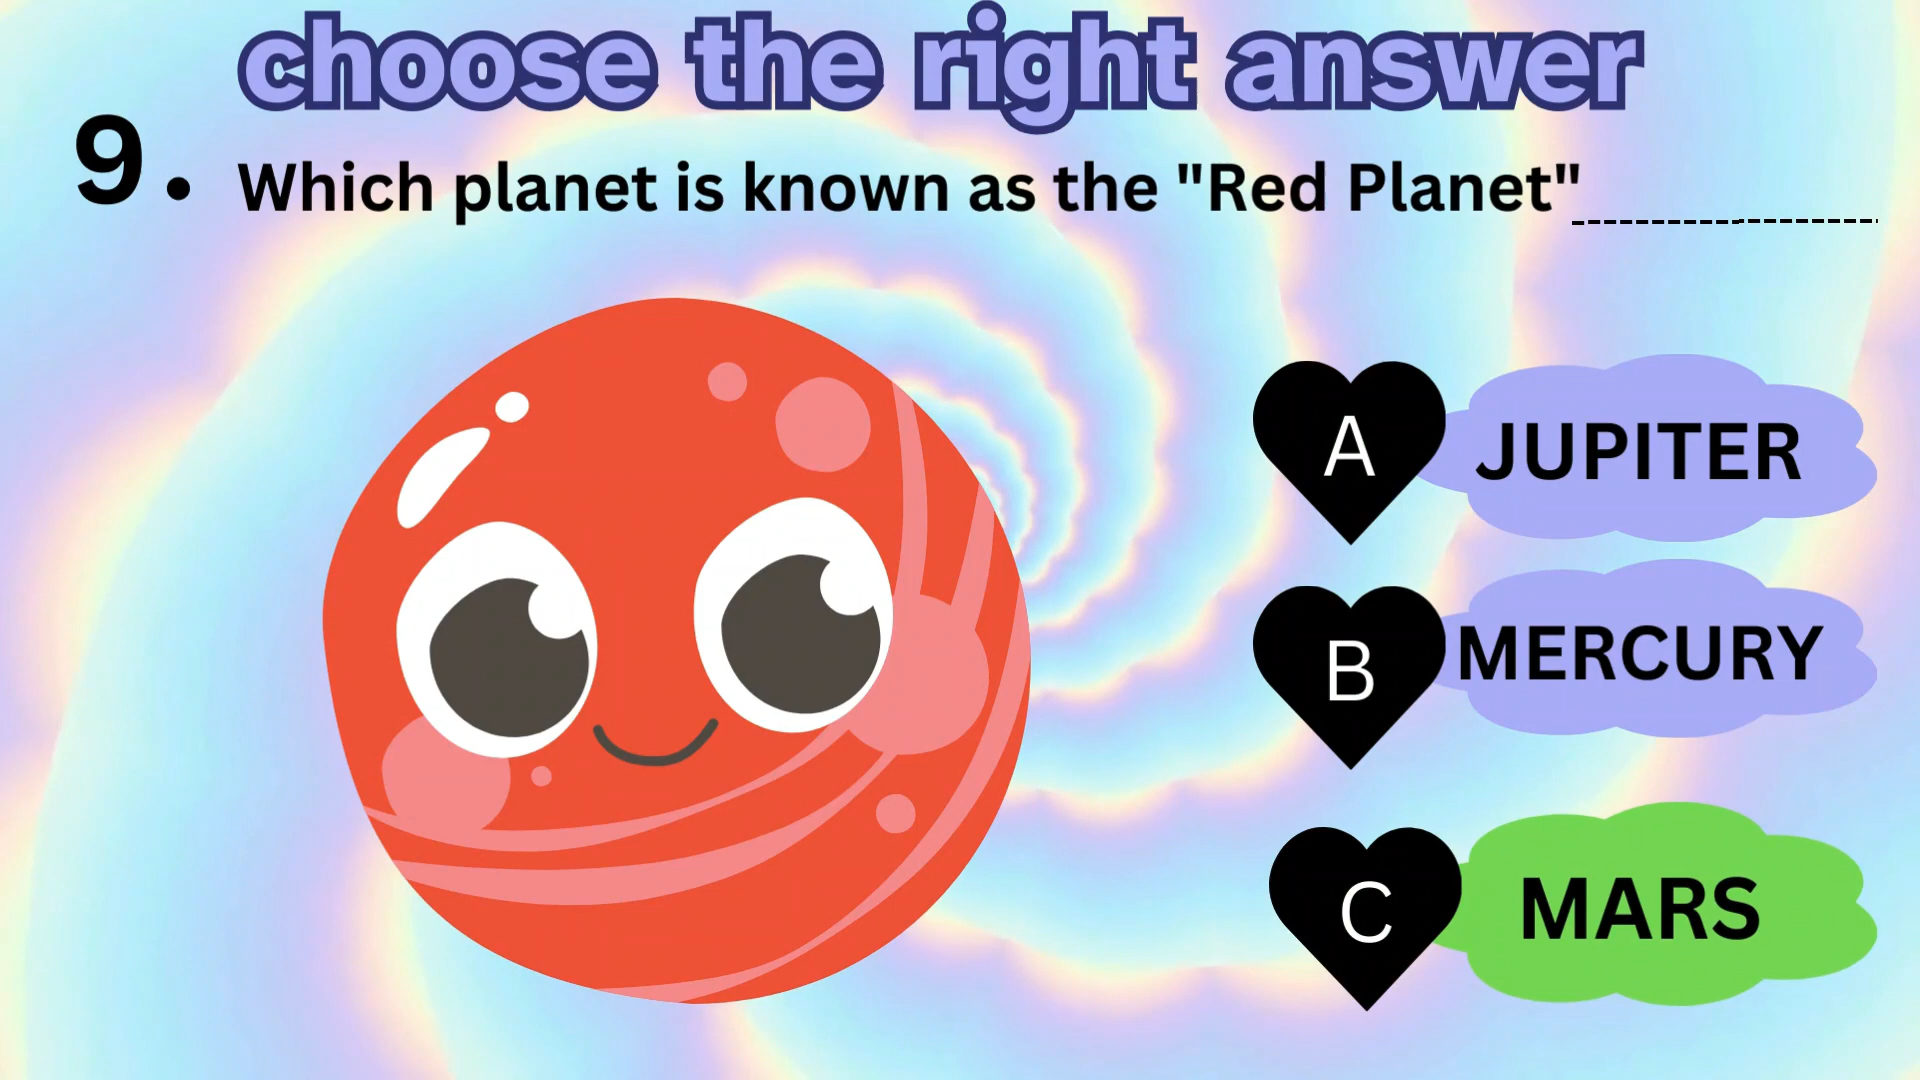 choose the right answer
9. Which planet is known as the "Red Planet"
A JUPITER
B MERCURY
C MARS